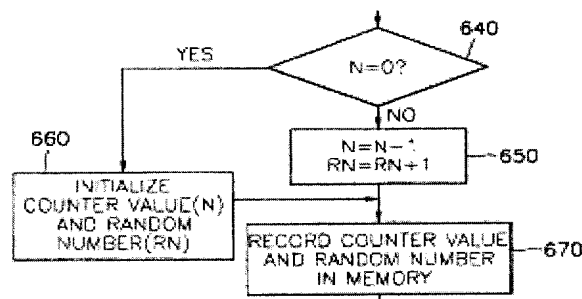 640
YES
N=0?
NO
660
N=N-1
RN=RN+1
650
INITIALIZE
COUNTER VALUE(N)
AND RANDOM
NUMBER(RN)
RECORD COUNTER VALUE
AND RANDOM NUMBER
IN MEMORY
670